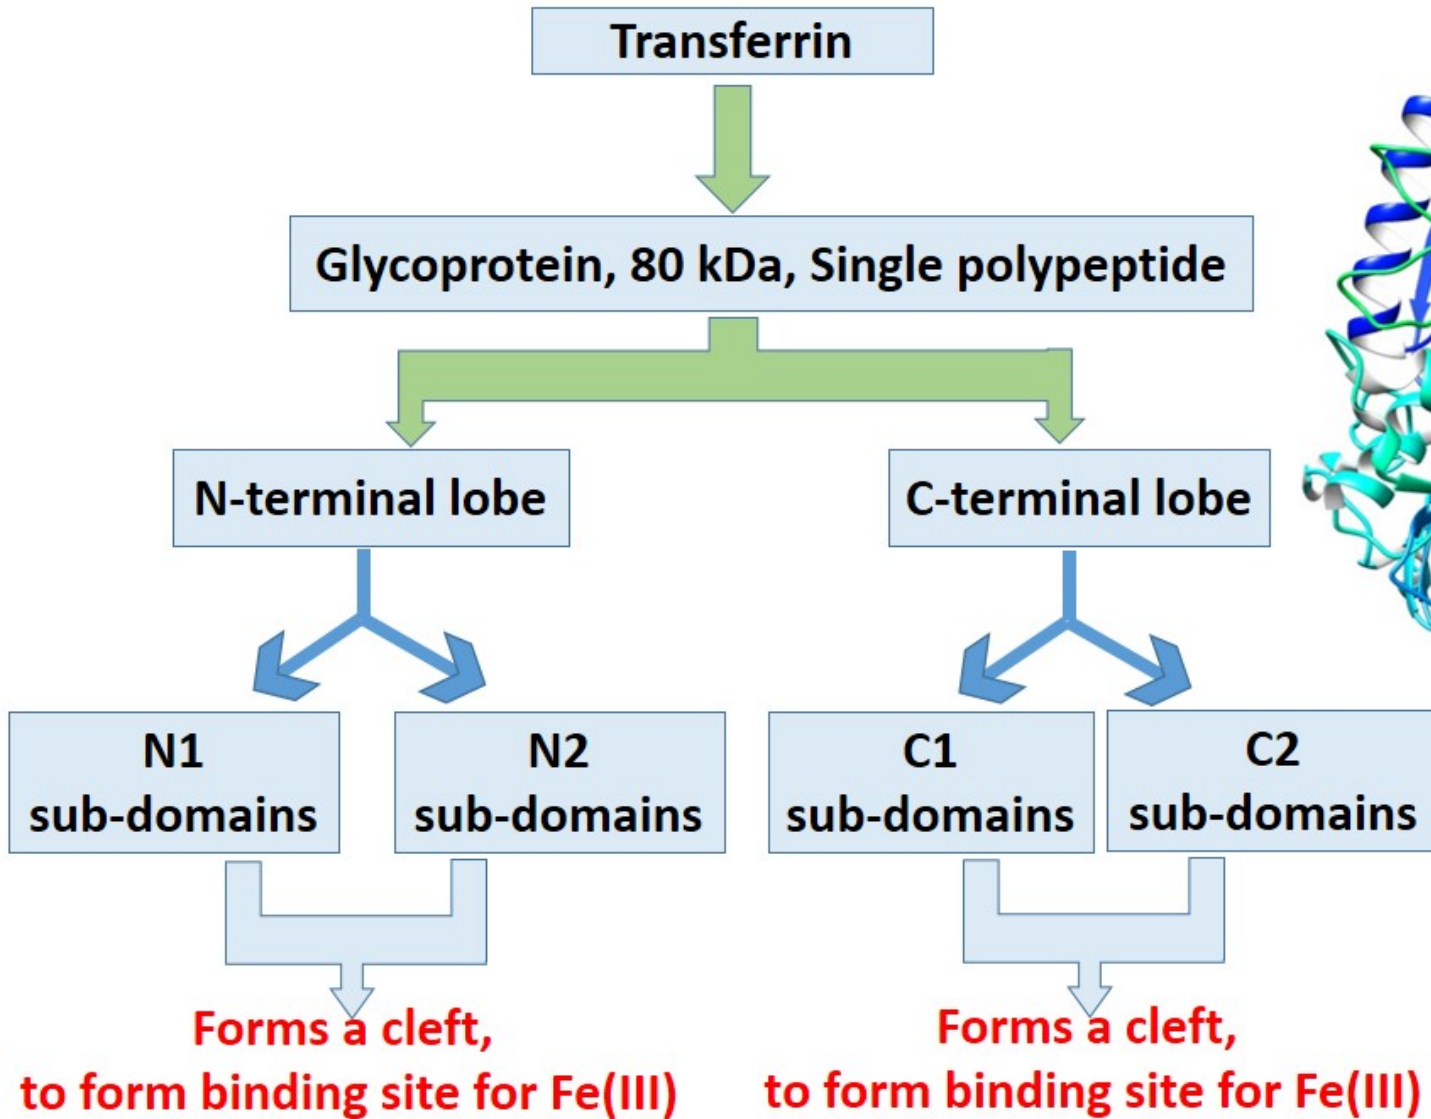 Transferrin
Glycoprotein, 80 kDa, Single polypeptide
N-terminal lobe
C-terminal lobe
N1
sub-domains
N2
sub-domains
C1
sub-domains
C2
sub-domains
Forms a cleft,
to form binding site for Fe(III)
Forms a cleft,
to form binding site for Fe(III)